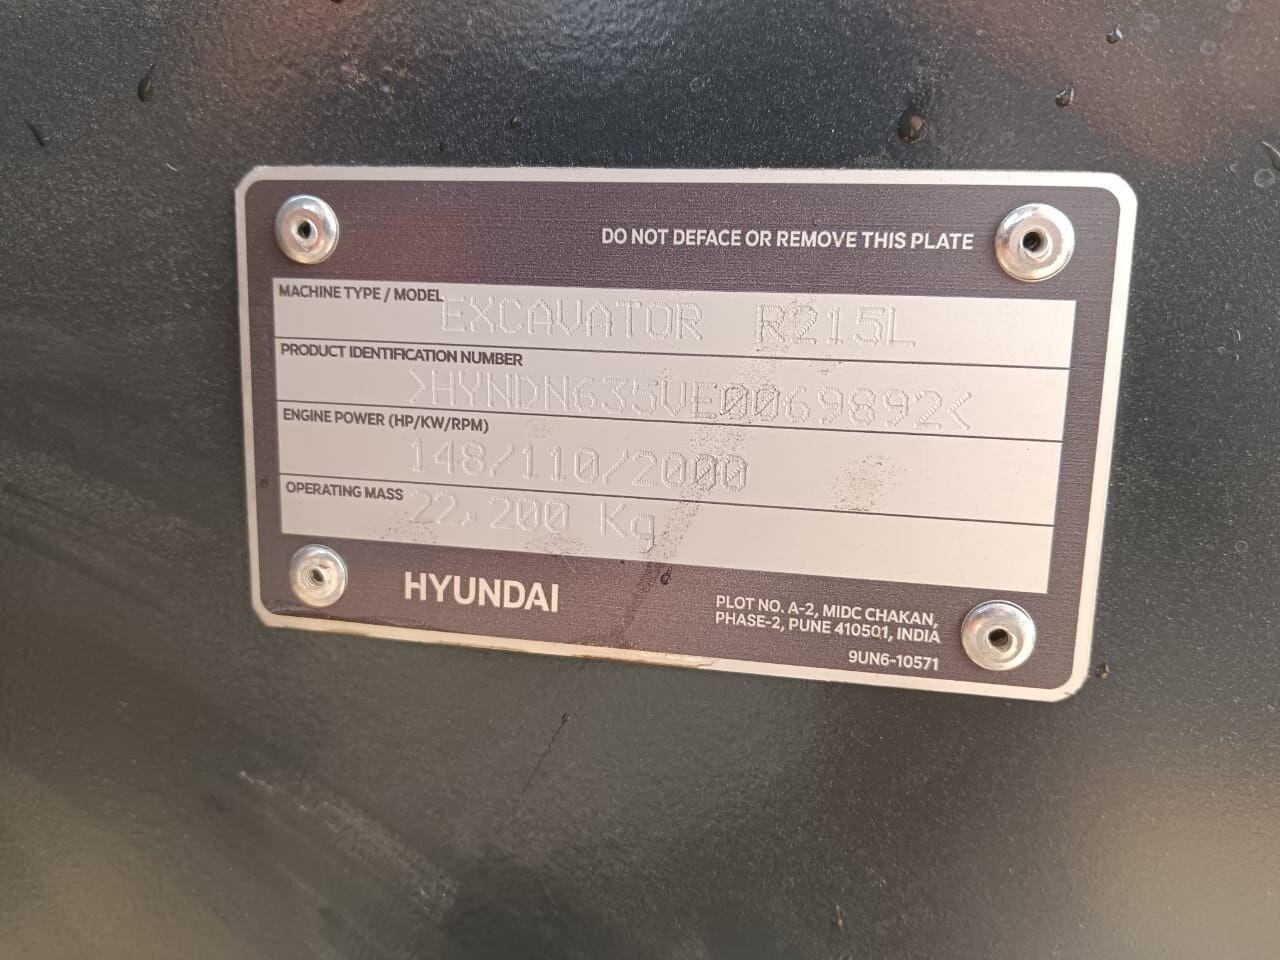 DO NOT DEFACE OR REMOVE THIS PLATE
MACHINE TYPE / MODEL EXCAVATOR R215L
PRODUCT IDENTIFICATION NUMBER
>HYNDN635VE0069892<
ENGINE POWER (HP/KW/RPM)
148/110/2000
OPERATING MASS 22,200 Kg
HYUNDAI
PLOT NO. A-2, MIDC CHAKAN,
PHASE-2, PUNE 410501, INDIA
9UN6-10571